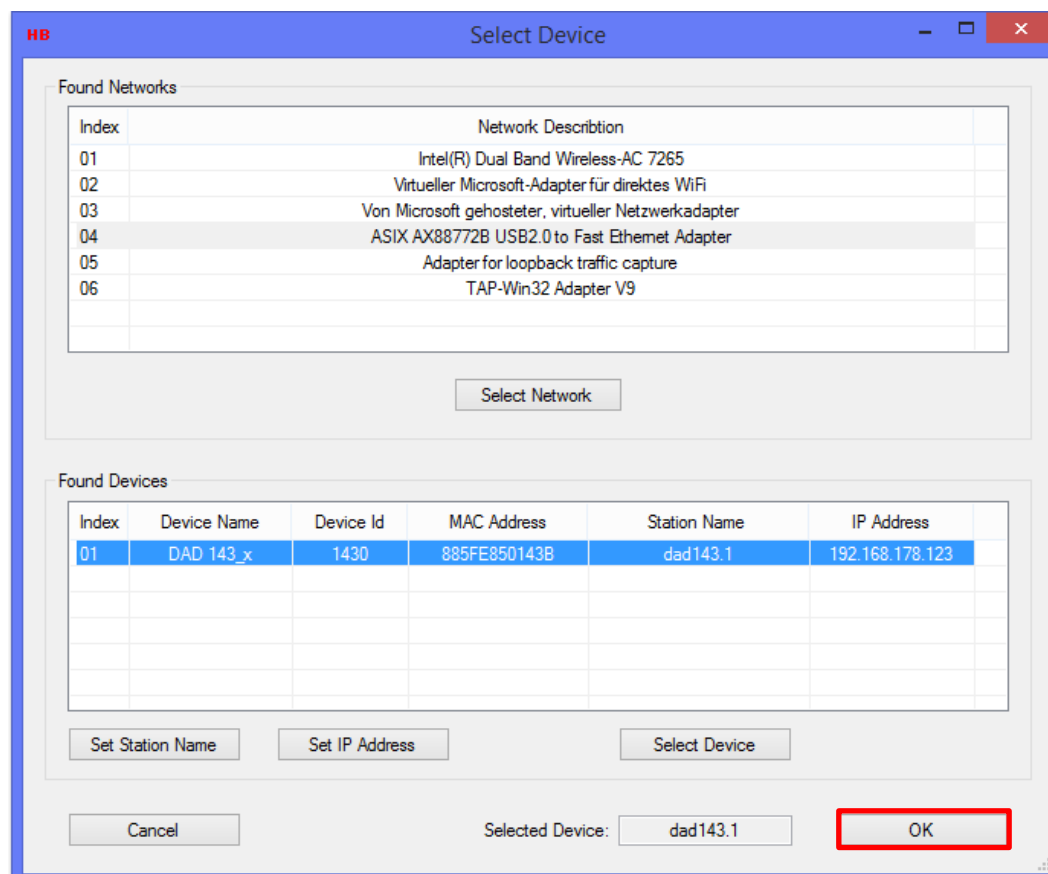 HB Select Device
Found Networks
Index Network Describtion
01 Intel(R) Dual Band Wireless-AC 7265
02 Virtueller Microsoft-Adapter für direktes WiFi
03 Von Microsoft gehosteter, virtueller Netzwerkadapter
04 ASIX AX88772B USB2.0 to Fast Ethernet Adapter
05 Adapter for loopback traffic capture
06 TAP-Win32 Adapter V9
Select Network
Found Devices
Index Device Name Device Id MAC Address Station Name IP Address
01 DAD 143_x 1430 885FE850143B dad143.1 192.168.178.123
Set Station Name Set IP Address Select Device
Cancel Selected Device: dad143.1 OK